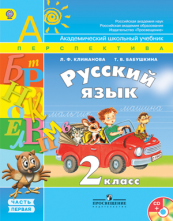 Академический школьный учебник
ПЕРСПЕКТИВА
Российская академия наук
Российская академия образования
Издательство «Просвещение»
Л. Ф. КЛИМАНОВА Т. В. БАБУШКИНА
Русский
язык
2 класс
ЧАСТЬ
ПЕРВАЯ
CD